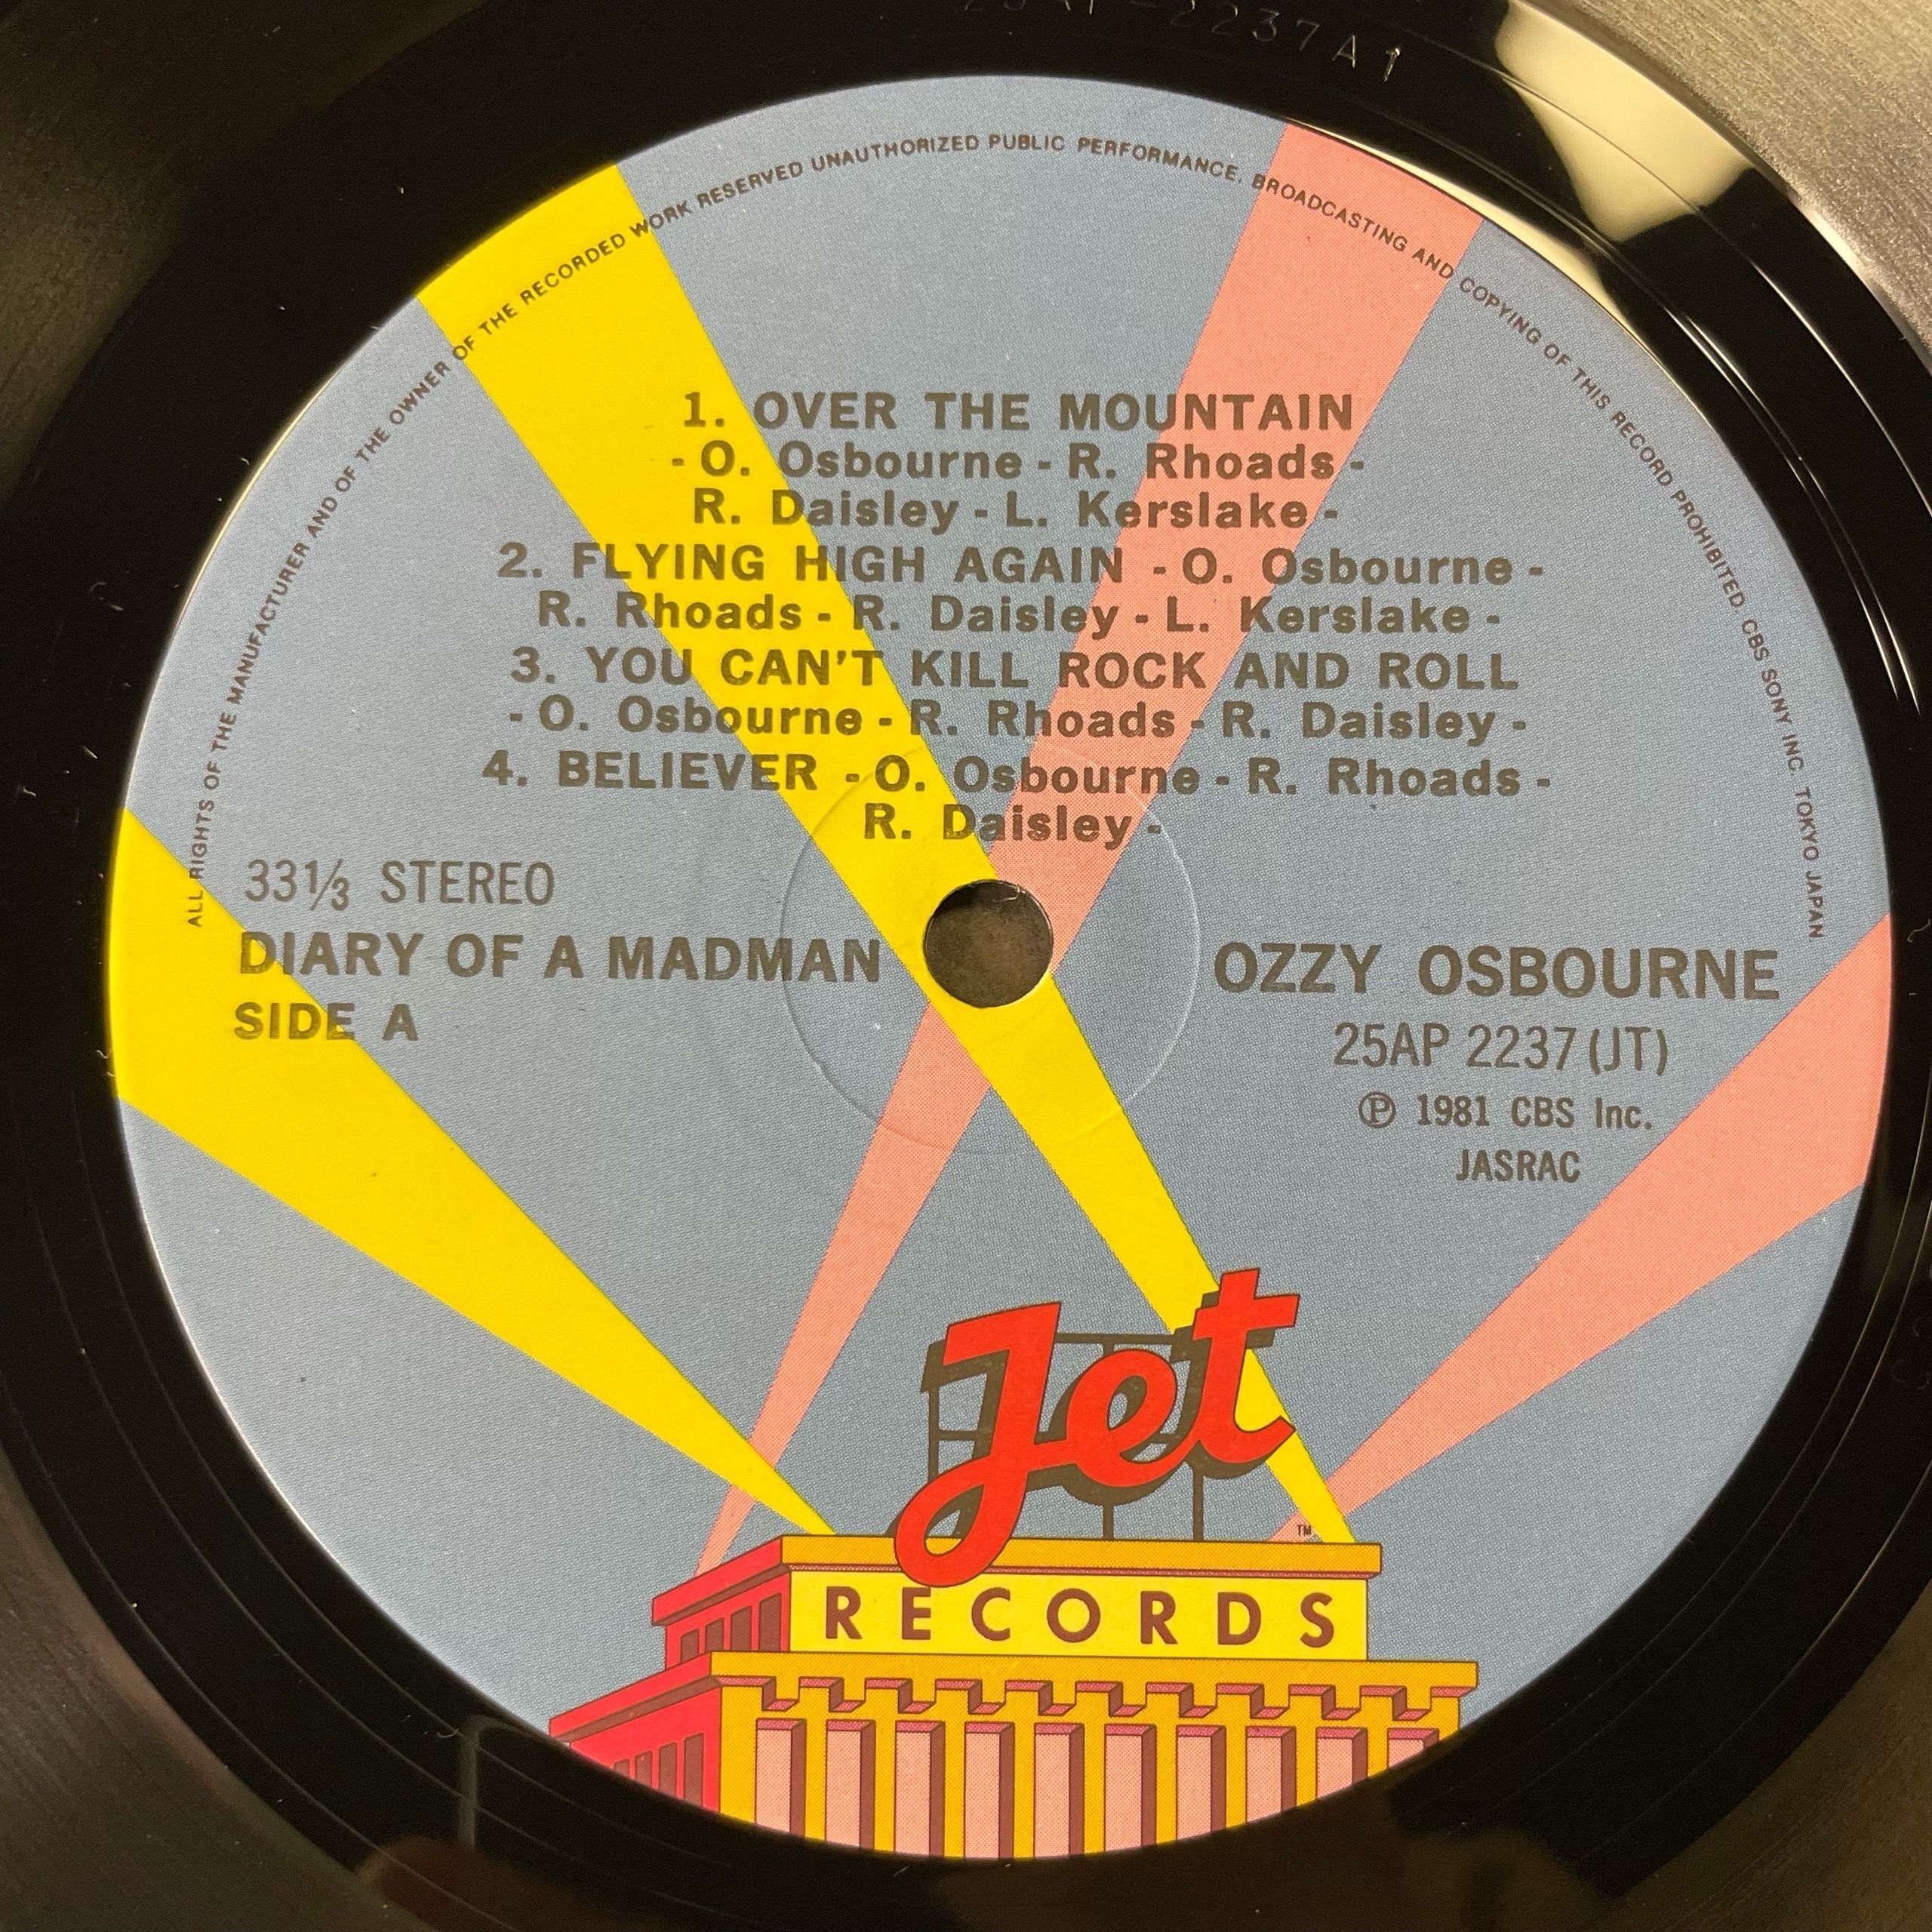 2237 A 1
ALL RIGHTS OF THE MANUFACTURER AND OF THE OWNER OF THE RECORDED WORK RESERVED UNAUTHORIZED PUBLIC PERFORMANCE, BROADCASTING AND COPYING OF THIS RECORD PROHIBITED. CBS SONY INC. TOKYO JAPAN.
1. OVER THE MOUNTAIN
- O. Osbourne - R. Rhoads -
R. Daisley - L. Kerslake -
2. FLYING HIGH AGAIN - O. Osbourne -
R. Rhoads - R. Daisley - L. Kerslake -
3. YOU CAN'T KILL ROCK AND ROLL
- O. Osbourne - R. Rhoads - R. Daisley -
4. BELIEVER - O. Osbourne - R. Rhoads -
R. Daisley -
33⅓ STEREO
DIARY OF A MADMAN
SIDE A
OZZY OSBOURNE
25AP 2237 (JT)
℗ 1981 CBS Inc.
JASRAC
Jet
TM
RECORDS